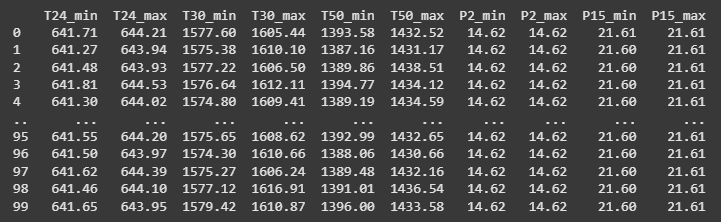 T24_min T24_max T30_min T30_max T50_min T50_max P2_min P2_max P15_min P15_max
0 641.71 644.21 1577.60 1605.44 1393.58 1432.52 14.62 14.62 21.61 21.61
1 641.27 643.94 1575.38 1610.10 1387.16 1431.17 14.62 14.62 21.60 21.61
2 641.48 643.93 1577.22 1606.50 1389.86 1438.51 14.62 14.62 21.60 21.61
3 641.81 644.53 1576.64 1612.11 1394.77 1434.12 14.62 14.62 21.60 21.61
4 641.30 644.02 1574.80 1609.41 1389.19 1434.59 14.62 14.62 21.60 21.61
.. ... ... ... ... ... ... ... ... ... ...
95 641.55 644.20 1575.65 1608.62 1392.99 1432.65 14.62 14.62 21.60 21.61
96 641.50 643.97 1574.30 1610.66 1388.06 1430.66 14.62 14.62 21.60 21.61
97 641.62 644.39 1575.27 1606.24 1389.48 1432.16 14.62 14.62 21.60 21.61
98 641.46 644.10 1577.12 1616.91 1391.01 1436.54 14.62 14.62 21.60 21.61
99 641.65 643.95 1579.42 1610.87 1396.00 1433.58 14.62 14.62 21.60 21.61